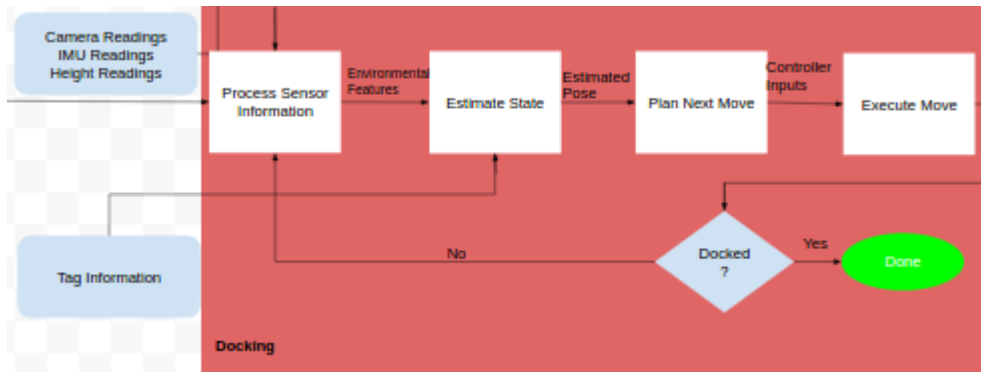 Camera Readings
IMU Readings
Height Readings
Process Sensor
Information
Environmental
Features
Estimate State
Estimated
Pose
Plan Next Move
Controller
Inputs
Execute Move
Tag Information
No
Docked
?
Yes
Done
Docking